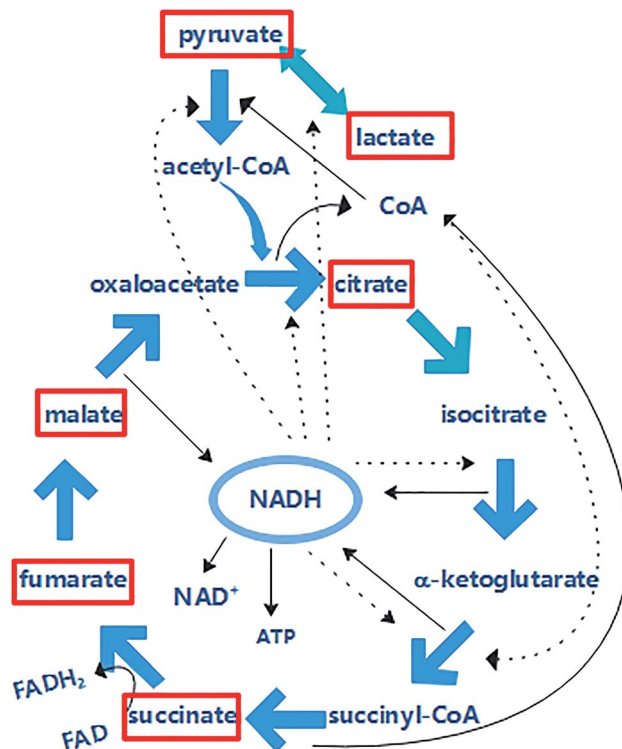 pyruvate
lactate
acetyl-CoA
CoA
oxaloacetate
citrate
malate
isocitrate
NADH
fumarate
α-ketoglutarate
NAD⁺
ATP
FADH₂
FAD
succinate
succinyl-CoA